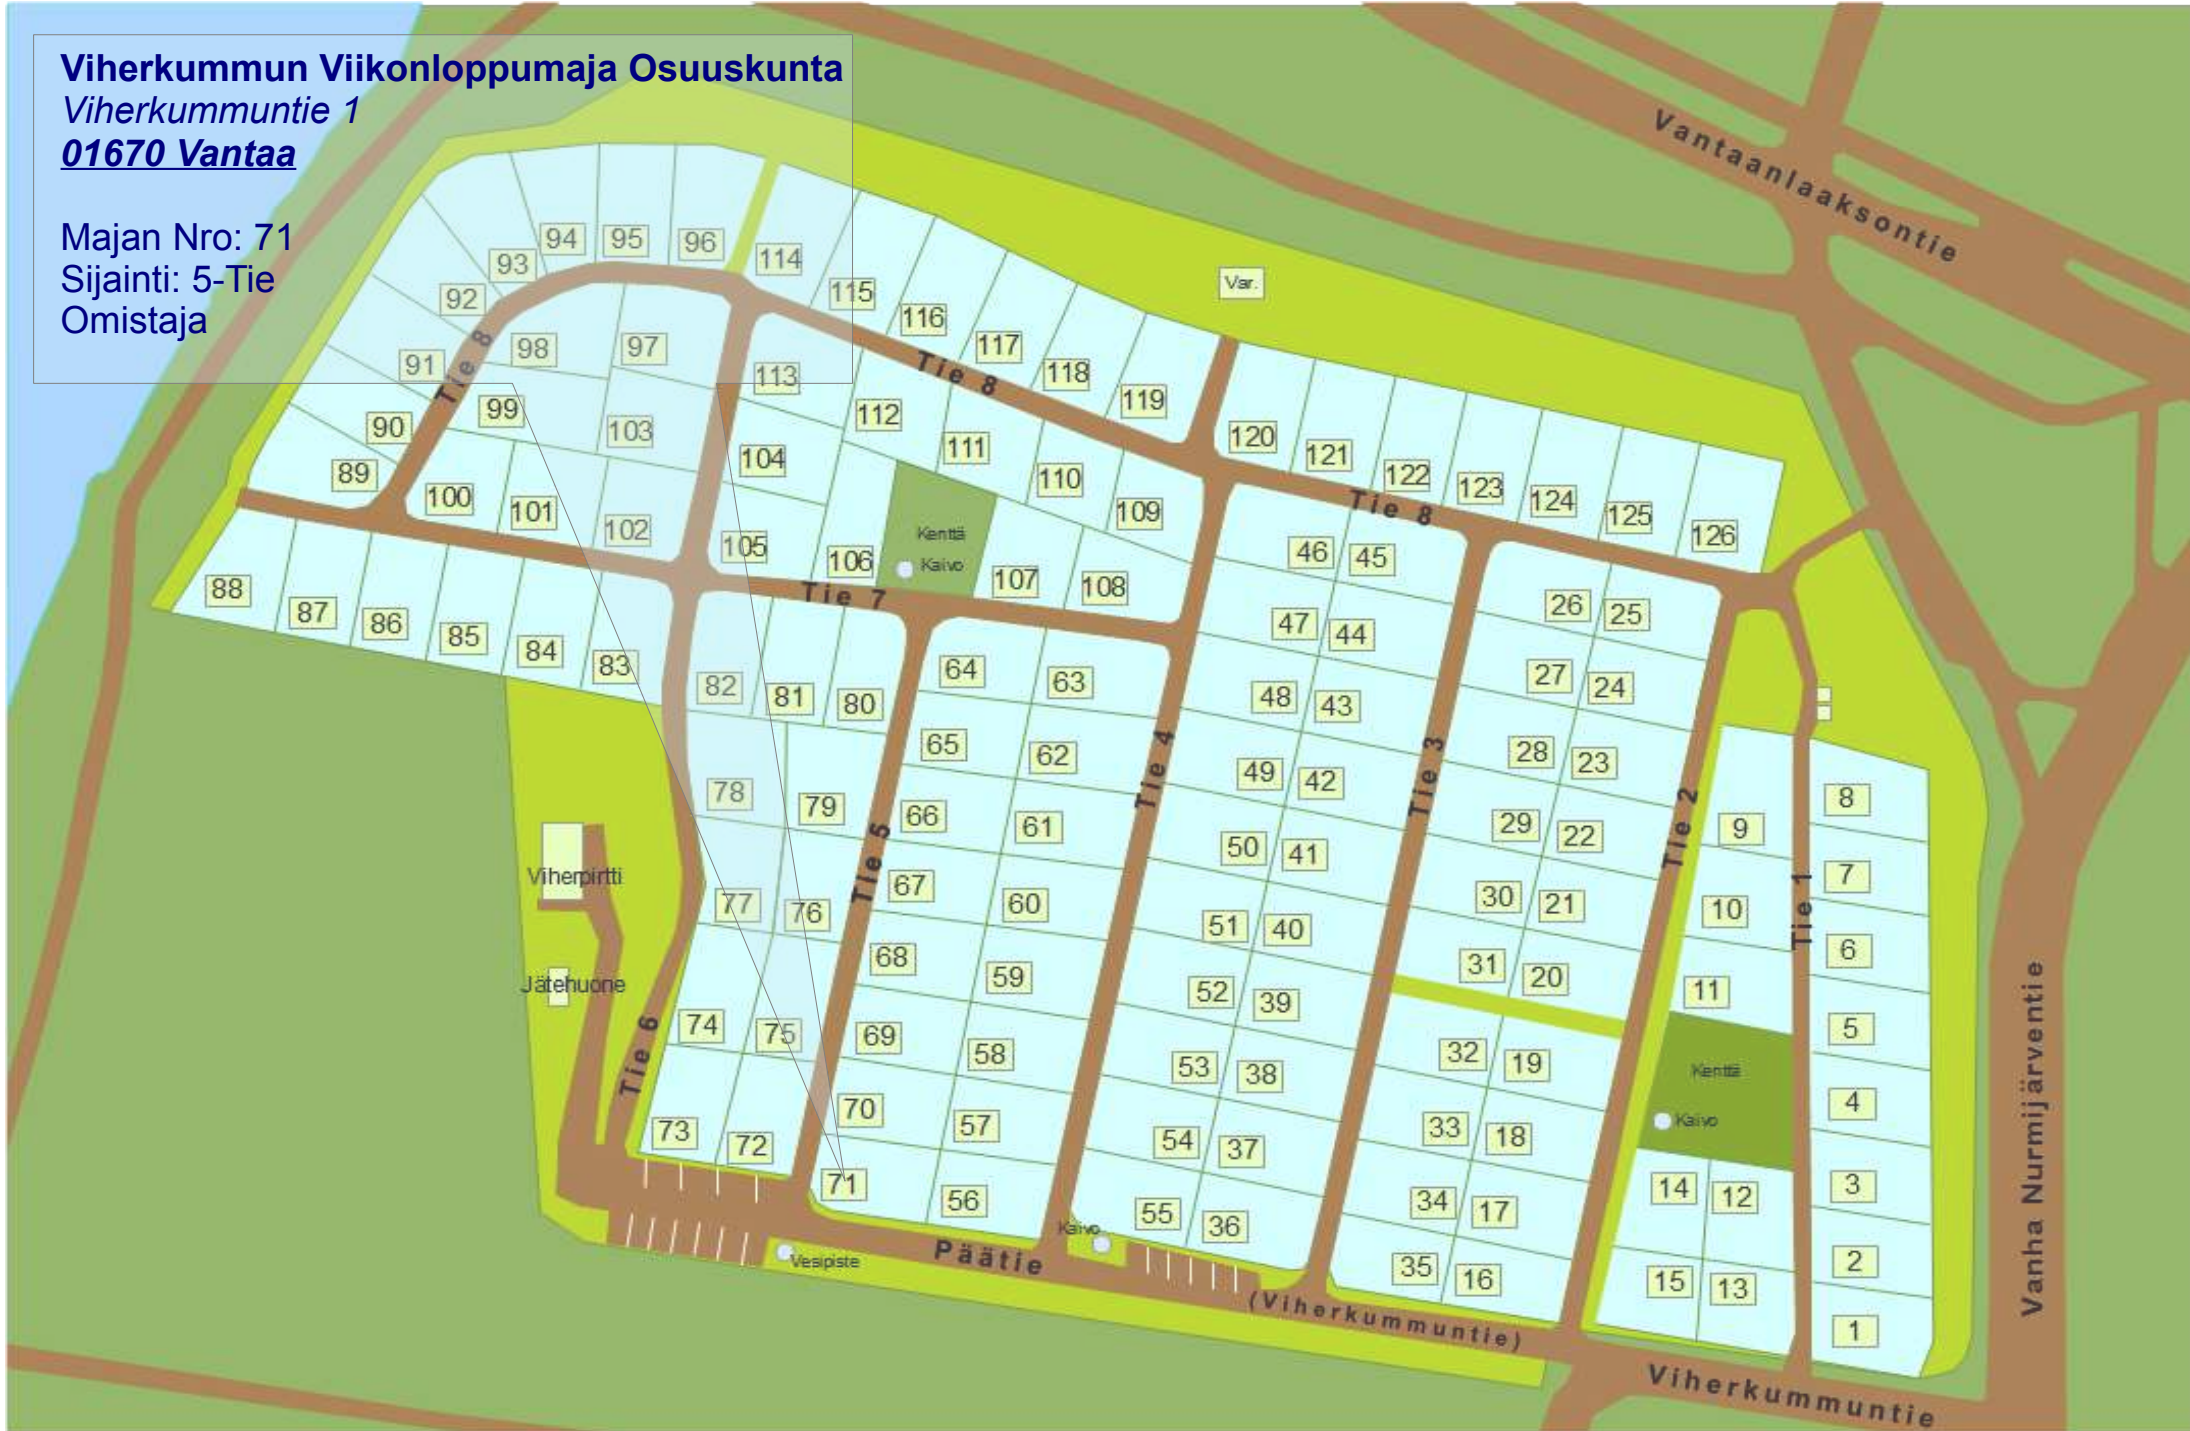 Viherkummun Viikonloppumaja Osuuskunta
Viherkummuntie 1
01670 Vantaa
Majan Nro: 71
Sijainti: 5-Tie
Omistaja
Vantaanlaaksontie
Var.
94 95 96
93 114
92 115
116
91 98 97 117
Tie 8
Tie 8
113 118
90 99 112 119
103 111 120
89 104 110 121
100 101 109 122 123 124 125 126
102 105 Kenttä Tie 8
106 Kaivo 107 108 46 45
88 87 86 85 84 83
Tie 7
26 25
47 44
82 81 80 64 63 48 43 27 24
65 62 49 42 28 23
78 79 66 61 50 41 29 22 9 8
Tie 5
Tie 4
Tie 3
Tie 2
Tie 1
Viherpirtti
77 76 67 60 51 40 30 21 10 7
Jätehuone
68 59 52 39 31 20 11 6
Tie 6
74 75 69 58 53 38 32 19 Kenttä 5
73 72 70 57 54 37 33 18 Kaivo 4
71 56 55 36 34 17 14 12 3
Kaivo
Vesipiste
Päätie
35 16 15 13 2
(Viherkummuntie)
1
Viherkummuntie
Vanha Nurmijärventie